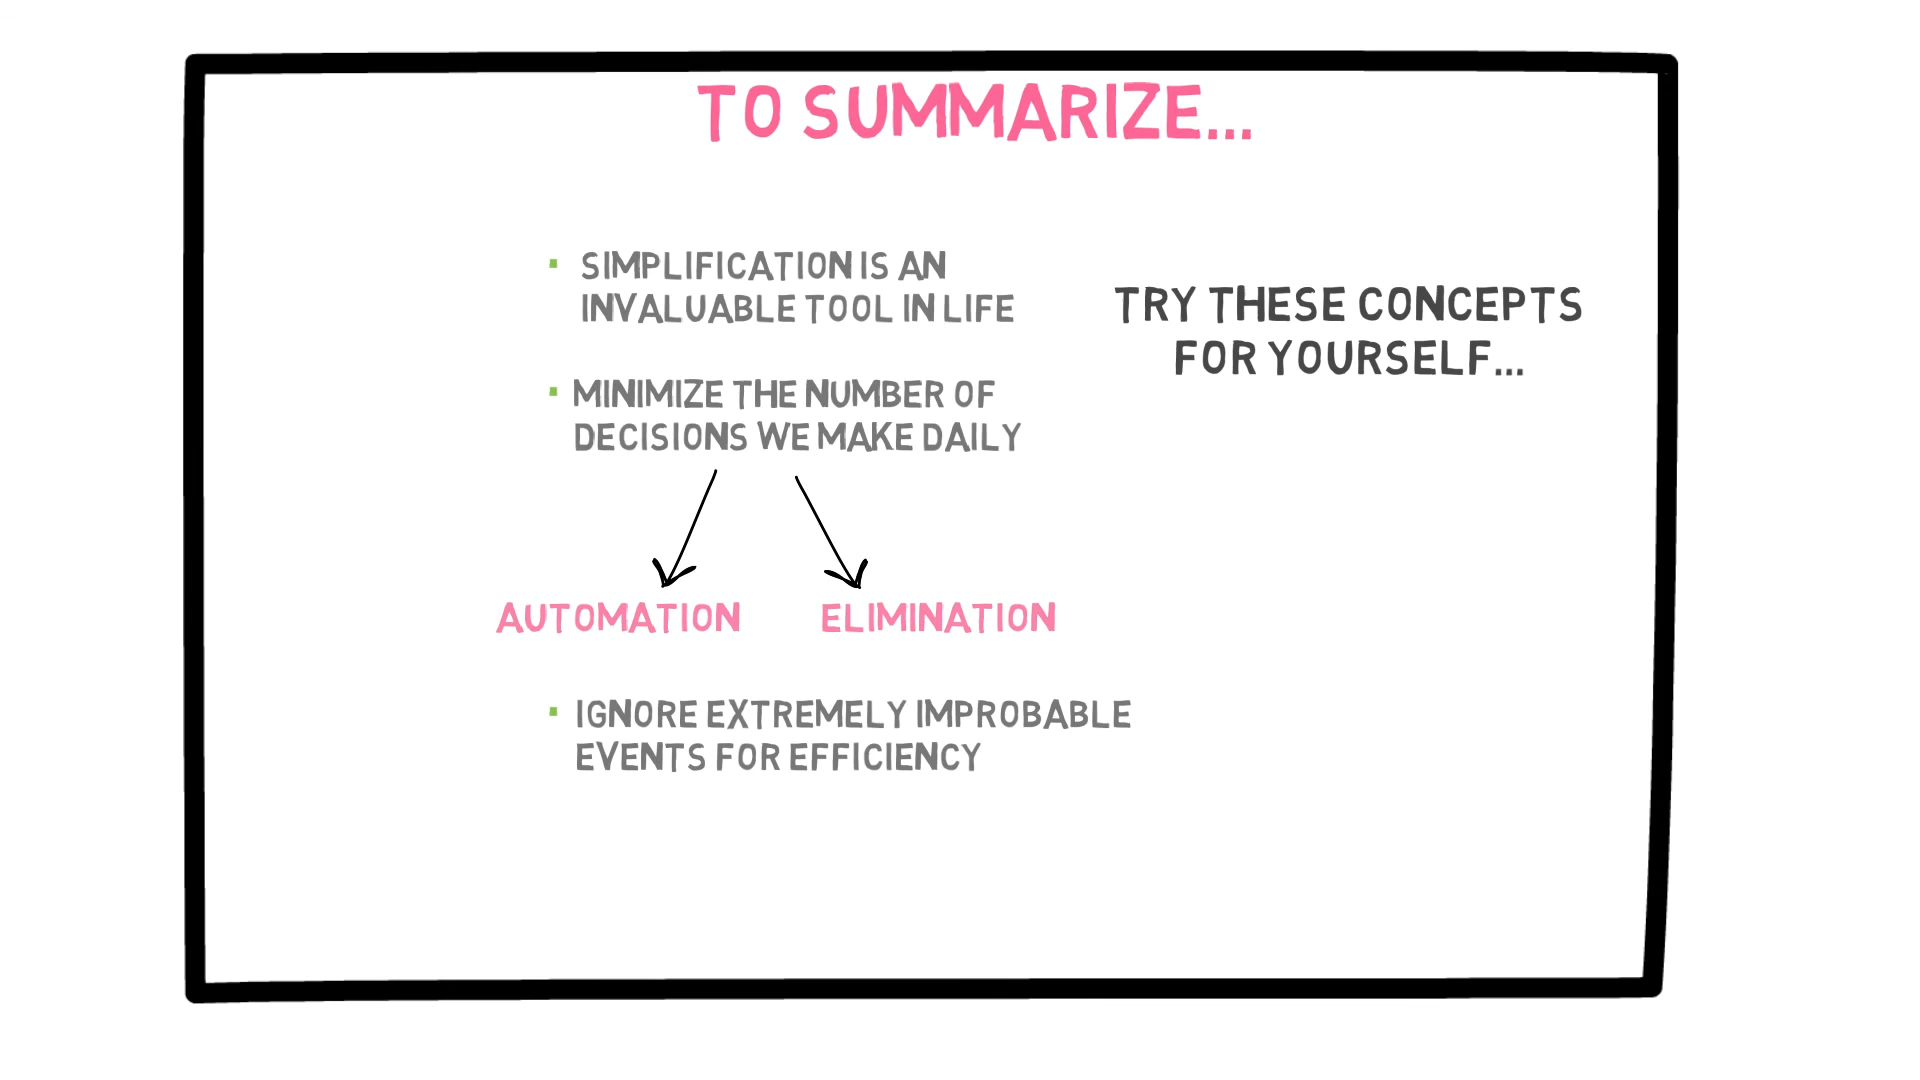 TO SUMMARIZE...
SIMPLIFICATION IS AN
INVALUABLE TOOL IN LIFE
TRY THESE CONCEPTS
FOR YOURSELF...
MINIMIZE THE NUMBER OF
DECISIONS WE MAKE DAILY
AUTOMATION
ELIMINATION
IGNORE EXTREMELY IMPROBABLE
EVENTS FOR EFFICIENCY